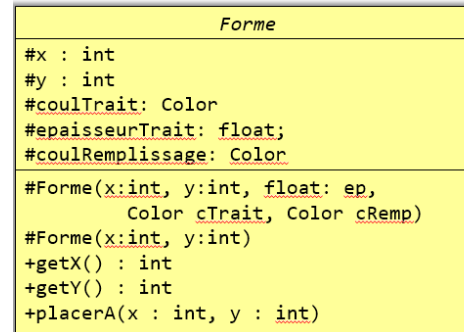 Forme
#x : int
#y : int
#coulTrait: Color
#epaisseurTrait: float;
#coulRemplissage: Color
#Forme(x:int, y:int, float: ep,
Color cTrait, Color cRemp)
#Forme(x:int, y:int)
+getX() : int
+getY() : int
+placerA(x : int, y : int)